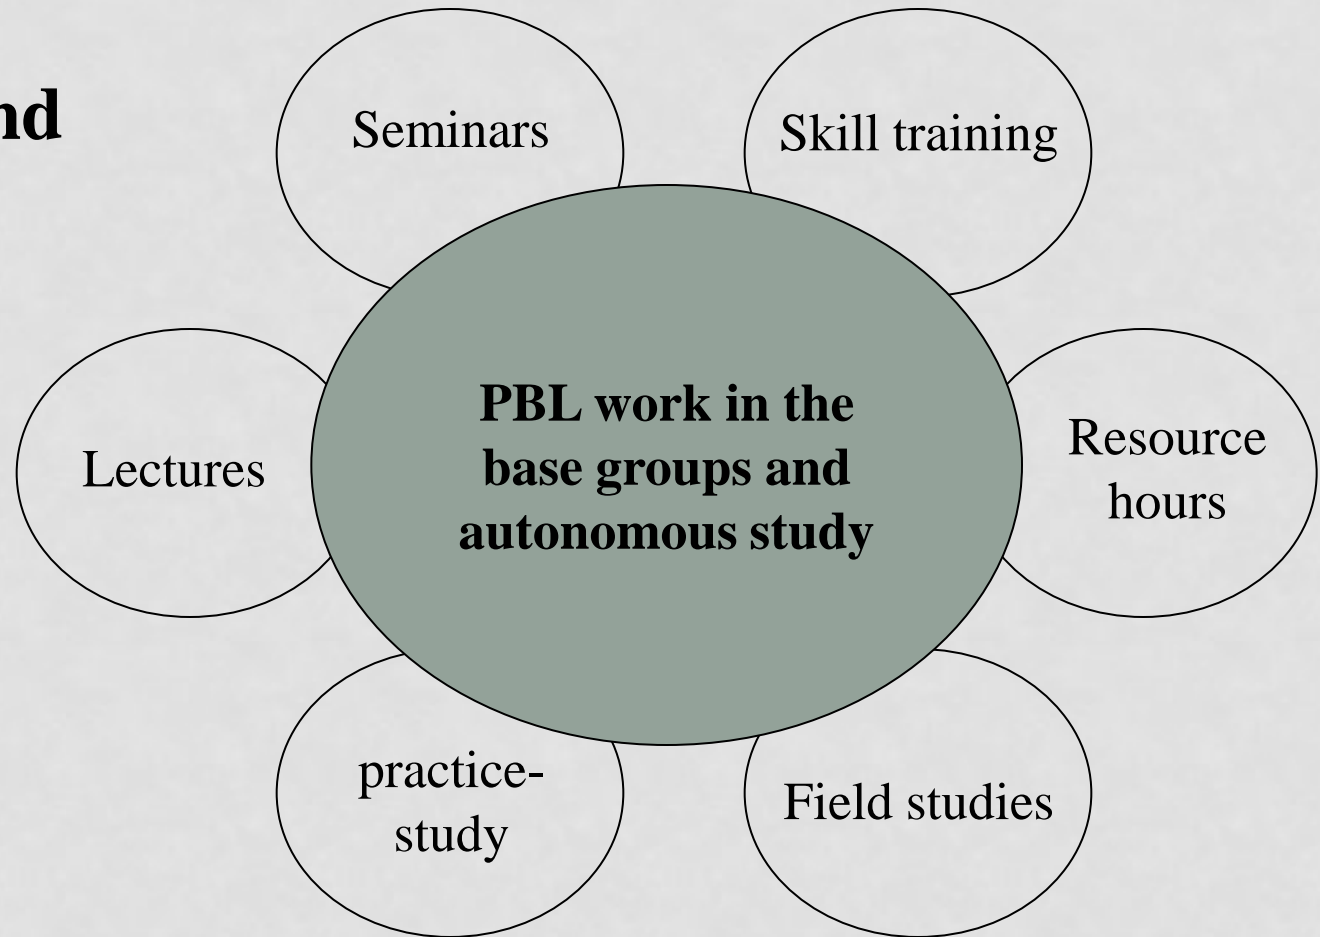 nd
Seminars
Skill training
Lectures
PBL work in the
base groups and
autonomous study
Resource
hours
practice-
study
Field studies